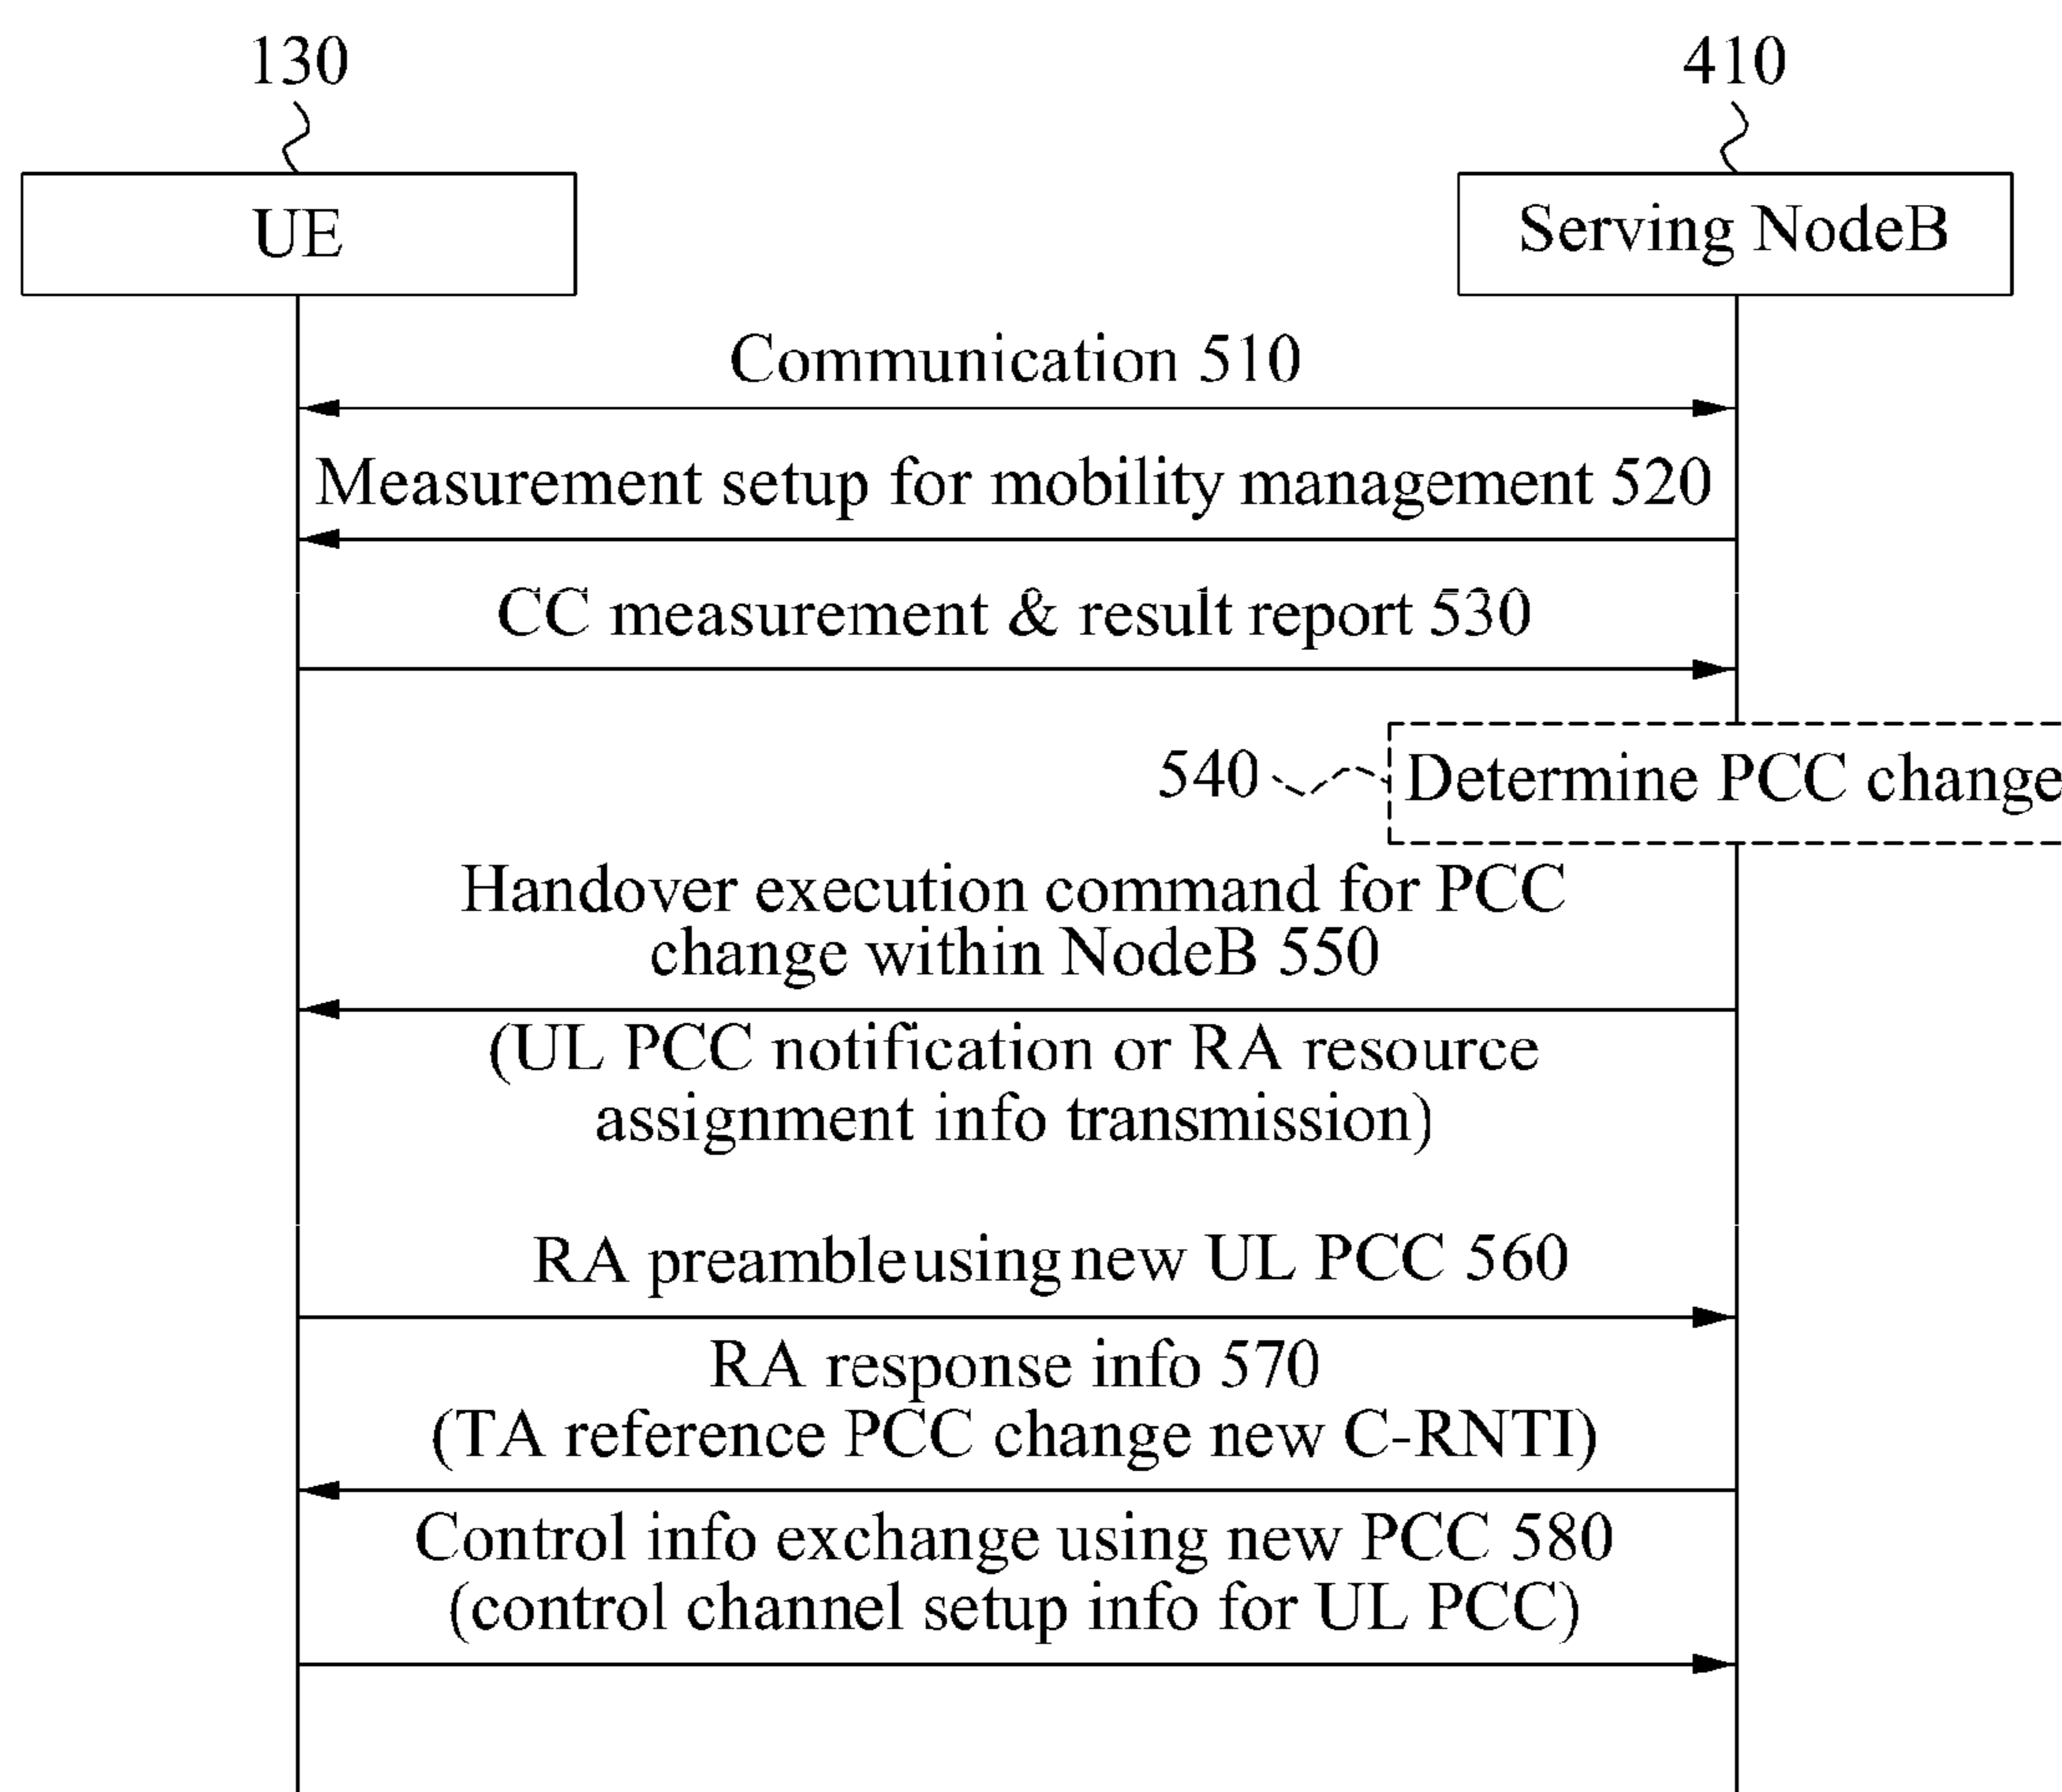 130
410
UE
Serving NodeB
Communication 510
Measurement setup for mobility management 520
CC measurement & result report 530
540
Determine PCC change
Handover execution command for PCC
change within NodeB 550
(UL PCC notification or RA resource
assignment info transmission)
RA preamble using new UL PCC 560
RA response info 570
(TA reference PCC change new C-RNTI)
Control info exchange using new PCC 580
(control channel setup info for UL PCC)